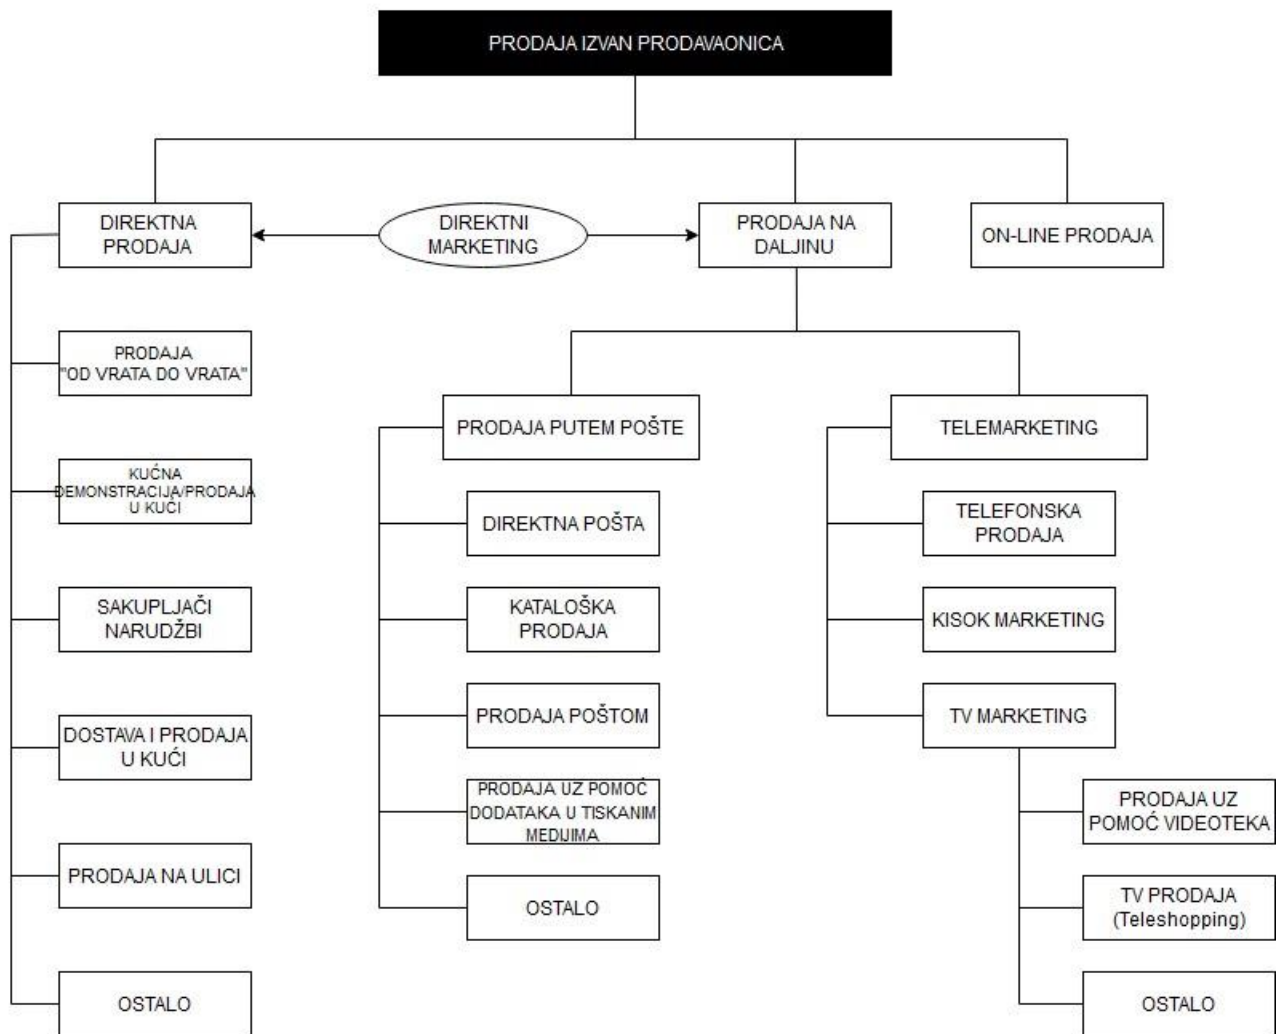 PRODAJA IZVAN PRODAVAONICA
DIREKTNA
PRODAJA
DIREKTNI
MARKETING
PRODAJA NA
DALJINU
ON-LINE PRODAJA
PRODAJA
"OD VRATA DO VRATA"
KUĆNA
DEMONSTRACIJA/PRODAJA
U KUĆI
SAKUPLJAČI
NARUDŽBI
DOSTAVA I PRODAJA
U KUĆI
PRODAJA NA ULICI
OSTALO
PRODAJA PUTEM POŠTE
DIREKTNA POŠTA
KATALOŠKA
PRODAJA
PRODAJA POŠTOM
PRODAJA UZ POMOĆ
DODATAKA U TISKANIM
MEDIJIMA
OSTALO
TELEMARKETING
TELEFONSKA
PRODAJA
KISOK MARKETING
TV MARKETING
PRODAJA UZ
POMOĆ VIDEOTEKA
TV PRODAJA
(Teleshopping)
OSTALO